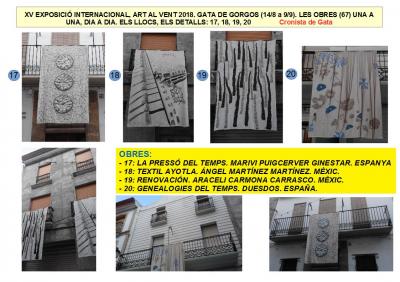 XV EXPOSICIÓ INTERNACIONAL, ART AL VENT 2018. GATA DE GORGOS (14/8 a 9/9). LES OBRES (67) UNA A
UNA, DIA A DIA. ELS LLOCS, ELS DETALLS: 17, 18, 19, 20 Cronista de Gata
17
18
19
20
OBRES:
- 17: LA PRESSÓ DEL TEMPS. MARIVI PUIGCERVER GINESTAR. ESPANYA
- 18: TEXTIL AYOTLA. ÁNGEL MARTÍNEZ MARTÍNEZ. MÉXIC.
- 19: RENOVACIÓN. ARACELI CARMONA CARRASCO. MÉXIC.
- 20: GENEALOGIES DEL TEMPS. DUESDOS. ESPAÑA.